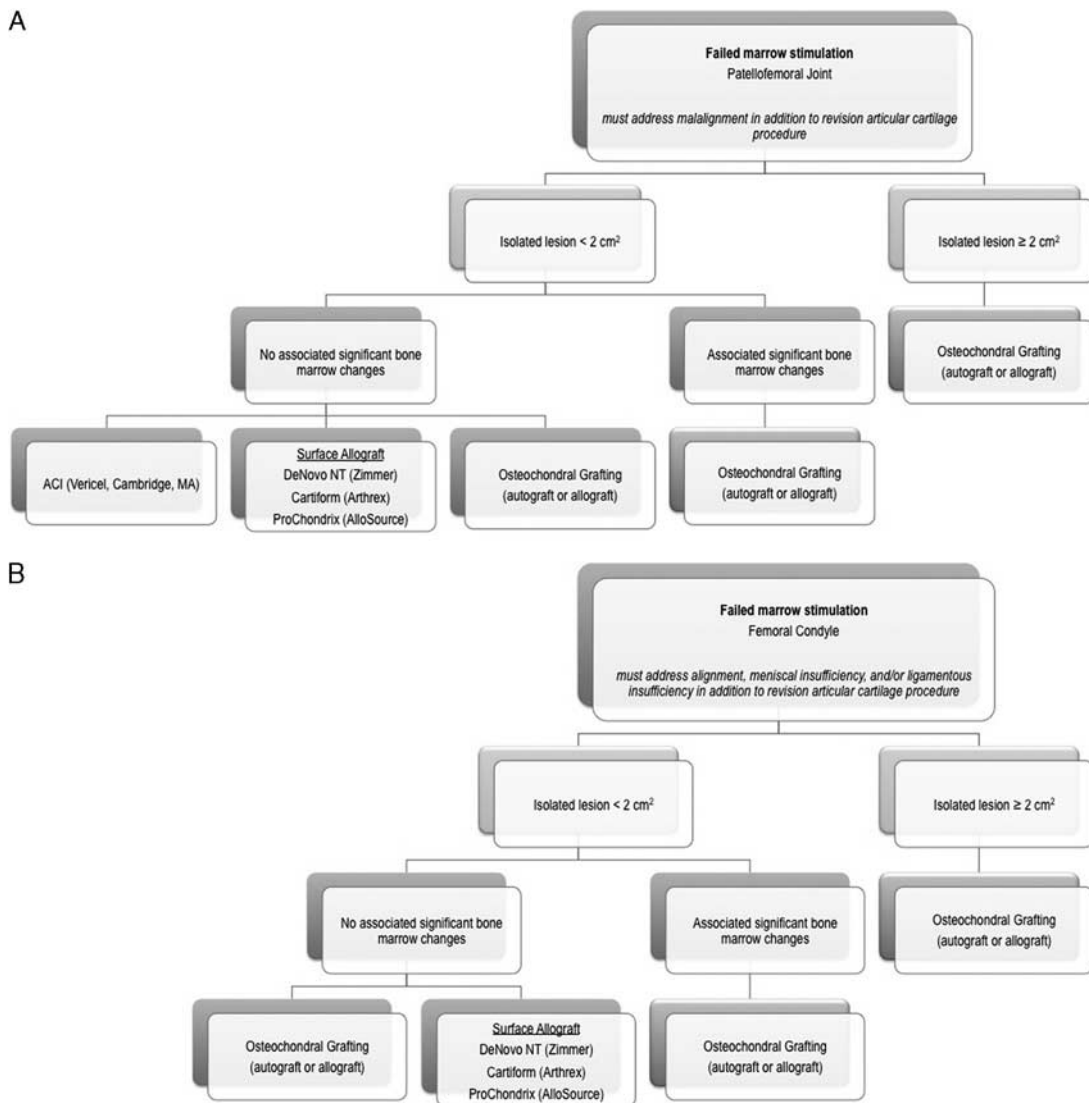 A
Failed marrow stimulation
Patellofemoral Joint
must address malalignment in addition to revision articular cartilage
procedure
Isolated lesion < 2 cm²
Isolated lesion ≥ 2 cm²
No associated significant bone
marrow changes
Associated significant bone
marrow changes
Osteochondral Grafting
(autograft or allograft)
ACI (Vericel, Cambridge, MA)
Surface Allograft
DeNovo NT (Zimmer)
Cartiform (Arthrex)
ProChondrix (AlloSource)
Osteochondral Grafting
(autograft or allograft)
Osteochondral Grafting
(autograft or allograft)
B
Failed marrow stimulation
Femoral Condyle
must address alignment, meniscal insufficiency, and/or ligamentous
insufficiency in addition to revision articular cartilage procedure
Isolated lesion < 2 cm²
Isolated lesion ≥ 2 cm²
No associated significant bone
marrow changes
Associated significant bone
marrow changes
Osteochondral Grafting
(autograft or allograft)
Osteochondral Grafting
(autograft or allograft)
Surface Allograft
DeNovo NT (Zimmer)
Cartiform (Arthrex)
ProChondrix (AlloSource)
Osteochondral Grafting
(autograft or allograft)